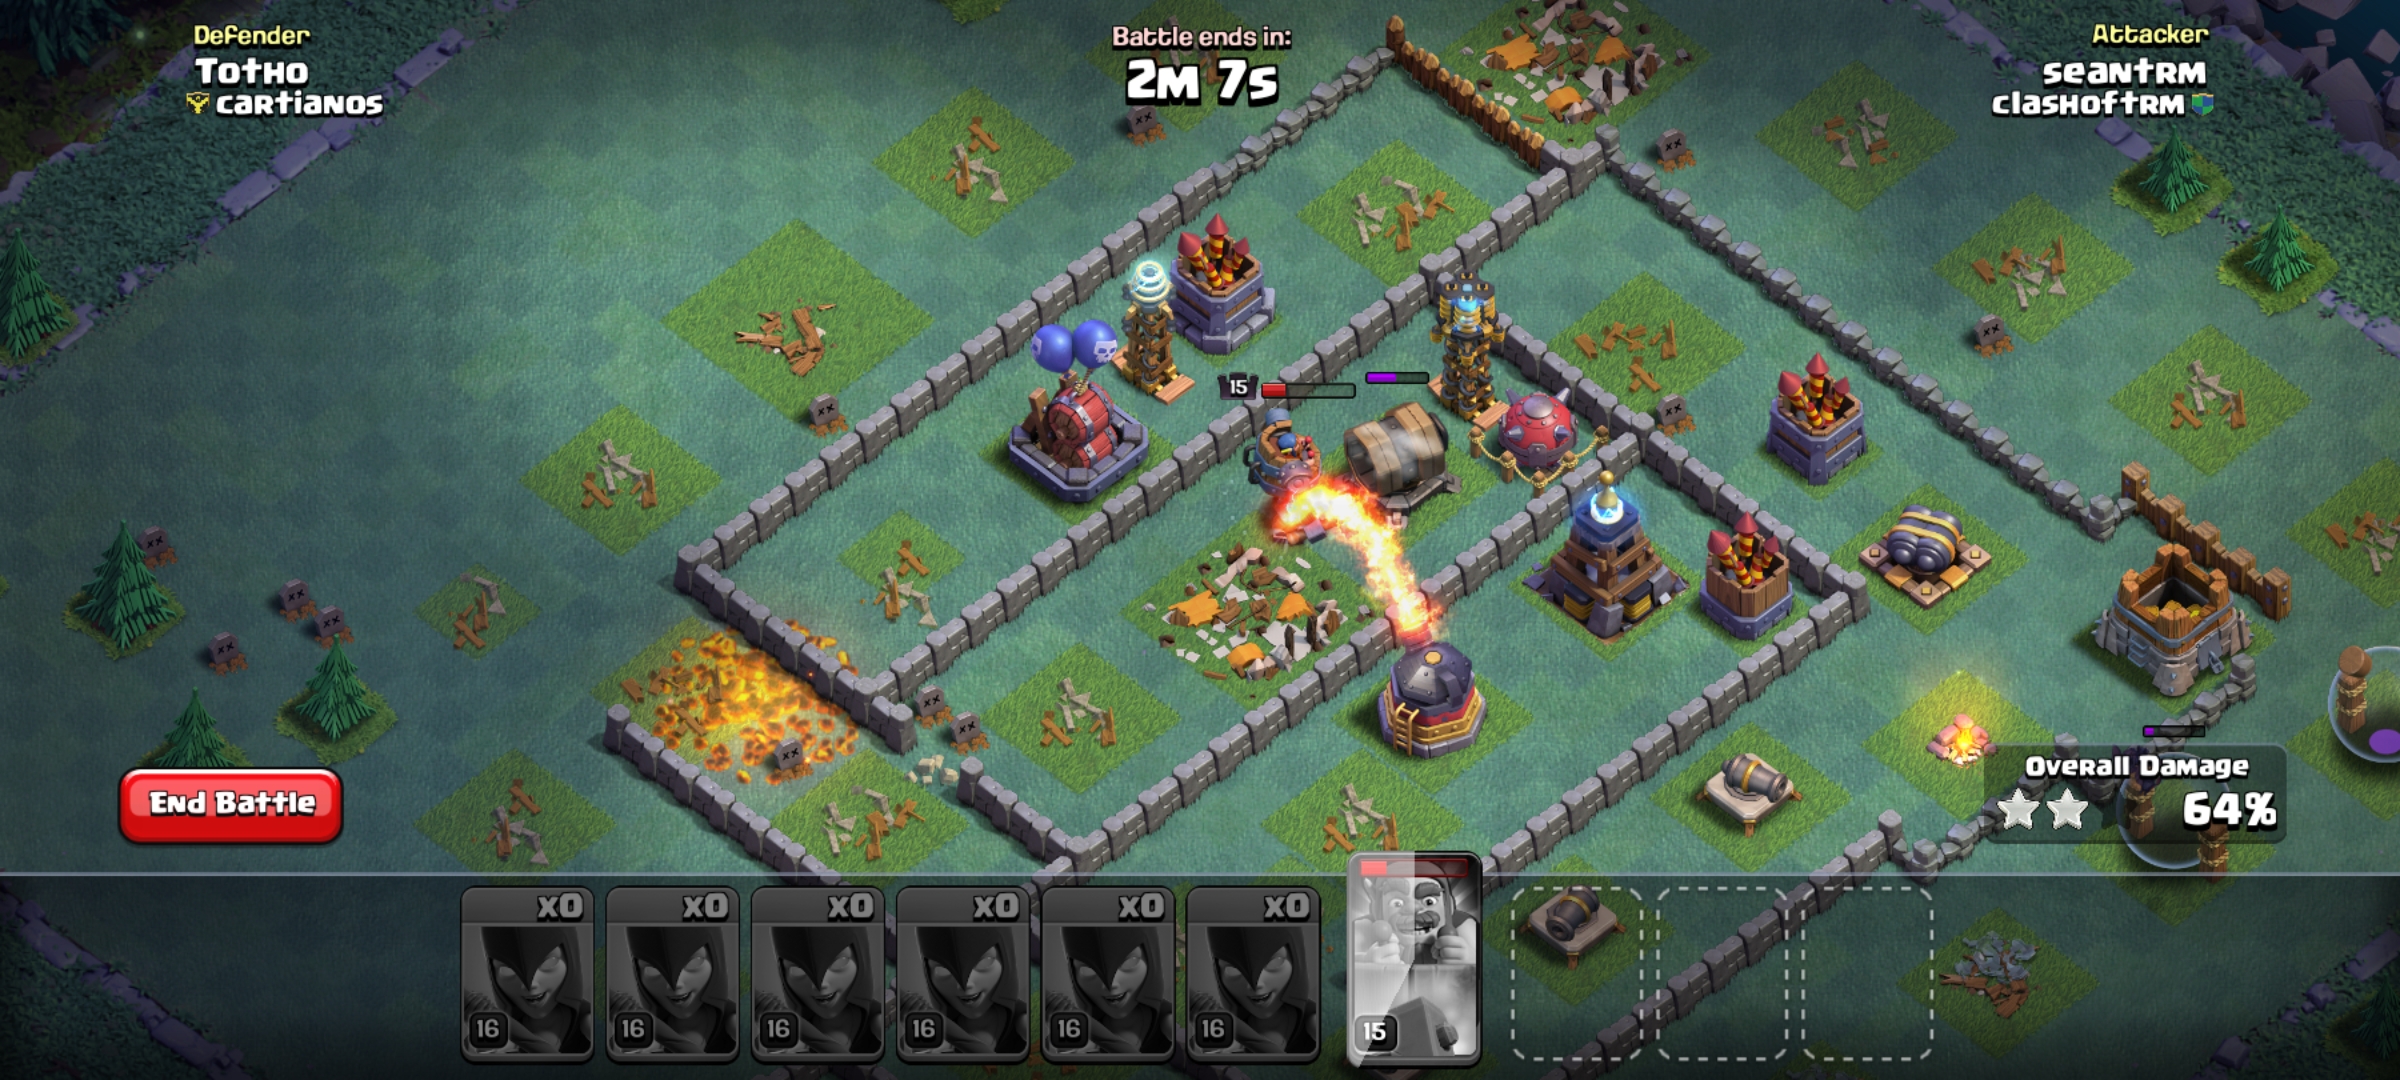 Defender
Totho
cartianos
Battle ends in:
2M 7s
Attacker
seantRM
clashoftRM
15
End Battle
Overall Damage
64%
x0
x0
x0
x0
x0
x0
16
16
16
16
16
16
15